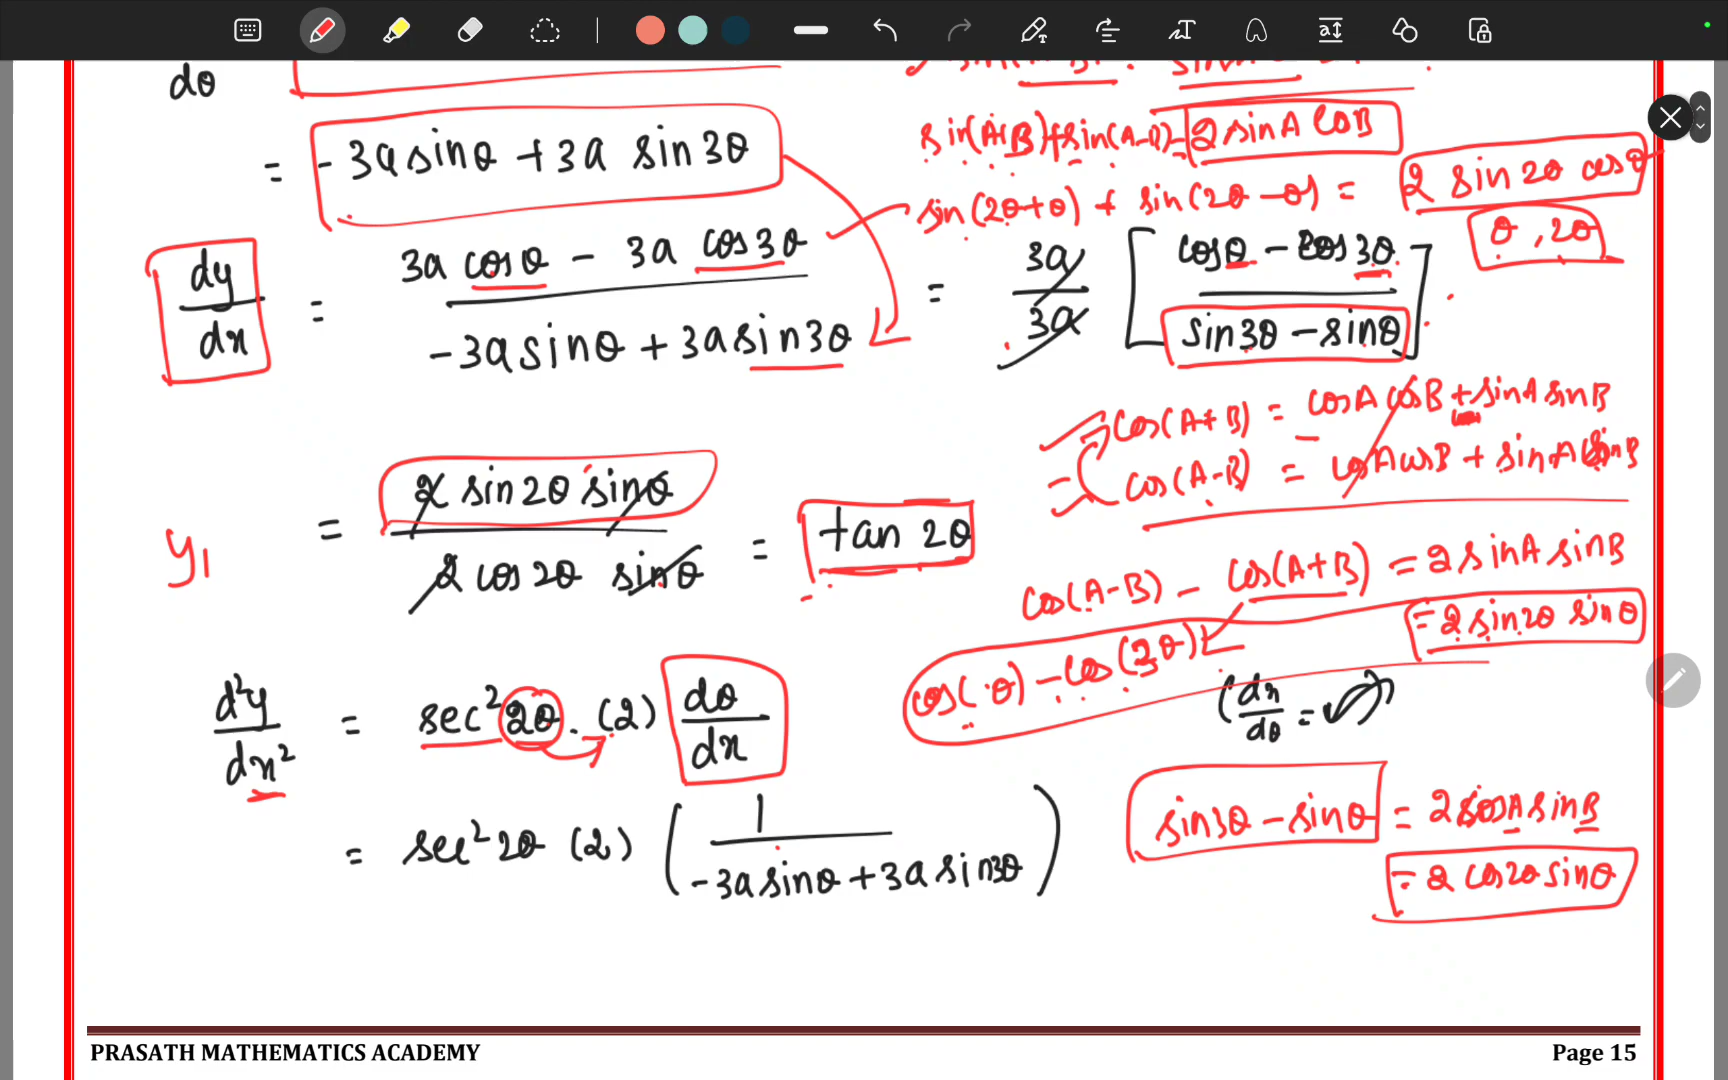 dθ
= -3a sinθ + 3a sin3θ
sin(A+B)+sin(A-B)=2 sinA cosB
sin(2θ+θ) + sin(2θ-θ) = 2 sin2θ cosθ
θ, 2θ
dy/dx = (3a cosθ - 3a cos3θ)/(-3a sinθ + 3a sin3θ) = 3a/3a [(cosθ - cos3θ)/(sin3θ - sinθ)]
cos(A+B) = cosA cosB + sinA sinB
cos(A-B) = cosA cosB + sinA sinB
y₁ = (2 sin2θ sinθ)/(2 cos2θ sinθ) = tan 2θ
cos(A-B) - cos(A+B) = 2 sinA sinB
= 2 sin2θ sinθ
cos(θ) - cos(3θ)
d²y/dx² = sec²2θ . (2) dθ/dx
(dx/dθ = )
= sec²2θ (2) (1/(-3a sinθ + 3a sin3θ))
sin3θ - sinθ = 2 cosA sinB
= 2 cos2θ sinθ
PRASATH MATHEMATICS ACADEMY
Page 15